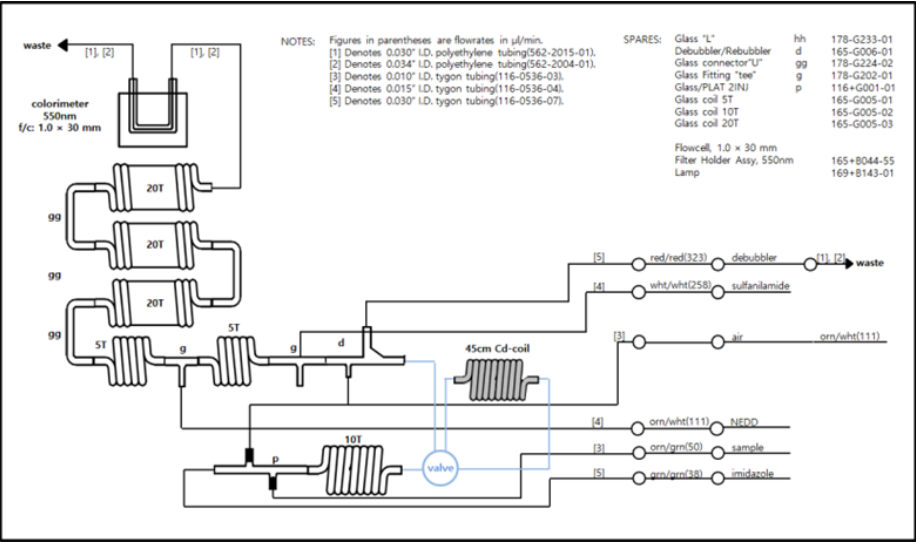 waste
[1], [2]
[1], [2]
colorimeter
550nm
f/c: 1.0 × 30 mm
NOTES: Figures in parentheses are flowrates in μl/min.
[1] Denotes 0.030" I.D. polyethylene tubing(562-2015-01).
[2] Denotes 0.034" I.D. polyethylene tubing(562-2004-01).
[3] Denotes 0.010" I.D. tygon tubing(116-0536-03).
[4] Denotes 0.015" I.D. tygon tubing(116-0536-04).
[5] Denotes 0.030" I.D. tygon tubing(116-0536-07).
SPARES: Glass "L" hh 178-G233-01
Debubbler/Rebubbler d 165-G006-01
Glass connector"U" gg 178-G224-02
Glass Fitting "tee" g 178-G202-01
Glass/PLAT 2INJ p 116+G001-01
Glass coil 5T 165-G005-01
Glass coil 10T 165-G005-02
Glass coil 20T 165-G005-03
Flowcell, 1.0 × 30 mm
Filter Holder Assy, 550nm 165+B044-55
Lamp 169+B143-01
20T
gg
20T
gg
20T
gg
5T
g
5T
g
d
45cm Cd-coil
[5] red/red(323) debubbler [1], [2] waste
[4] wht/wht(258) sulfanilamide
[3] air orn/wht(111)
[4] orn/wht(111) NEDD
10T
p
valve
[3] orn/grn(50) sample
[5] grn/grn(38) imidazole